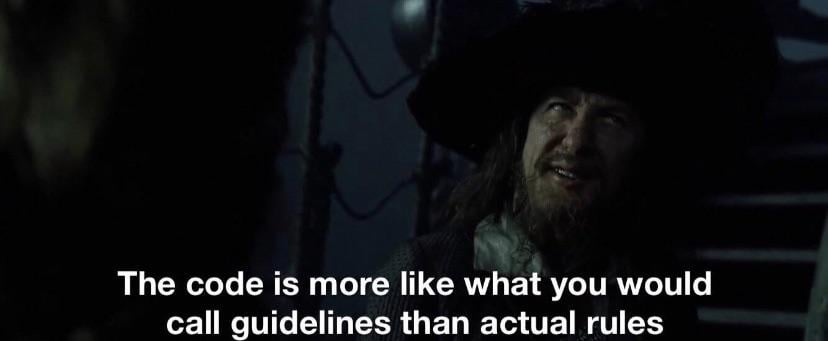 The code is more like what you would
call guidelines than actual rules